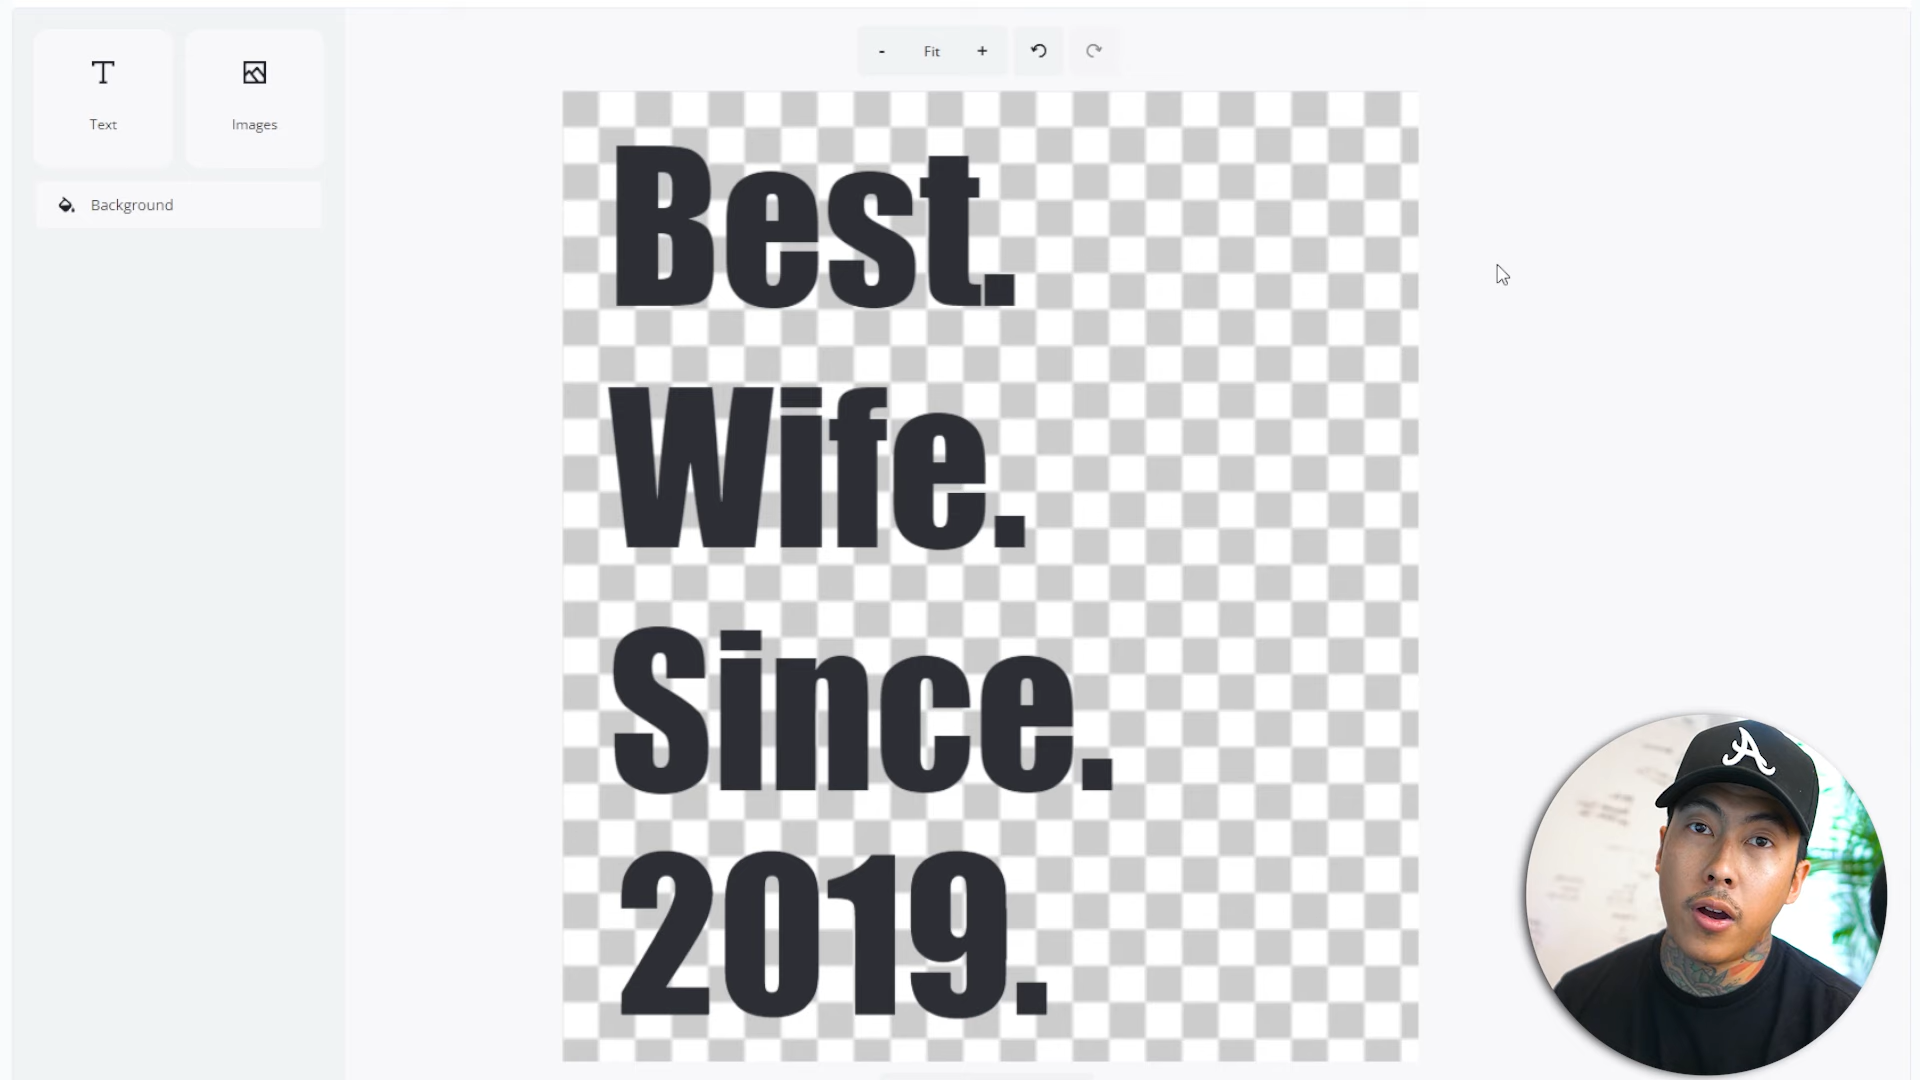 - Fit +
Text
Images
Background
Best.
Wife.
Since.
2019.
A